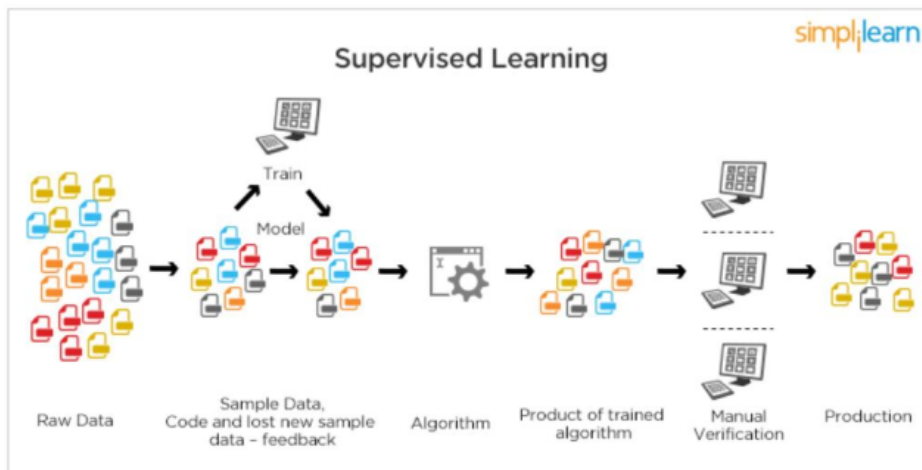 simplilearn
Supervised Learning
Train
Model
Raw Data
Sample Data,
Code and lost new sample
data – feedback
Algorithm
Product of trained
algorithm
Manual
Verification
Production